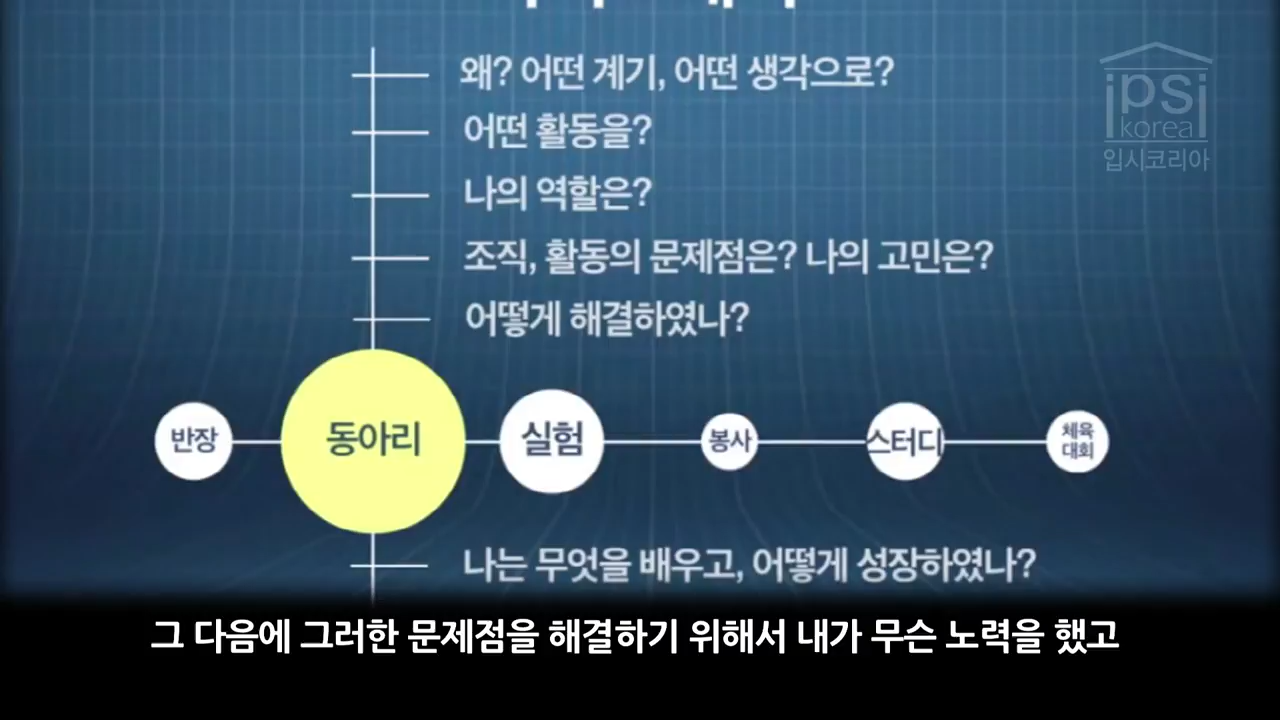 왜? 어떤 계기, 어떤 생각으로?
어떤 활동을?
나의 역할은?
조직, 활동의 문제점은? 나의 고민은?
어떻게 해결하였나?
ipsi
korea
입시코리아
반장
동아리
실험
봉사
스터디
체육
대회
나는 무엇을 배우고, 어떻게 성장하였나?
그 다음에 그러한 문제점을 해결하기 위해서 내가 무슨 노력을 했고